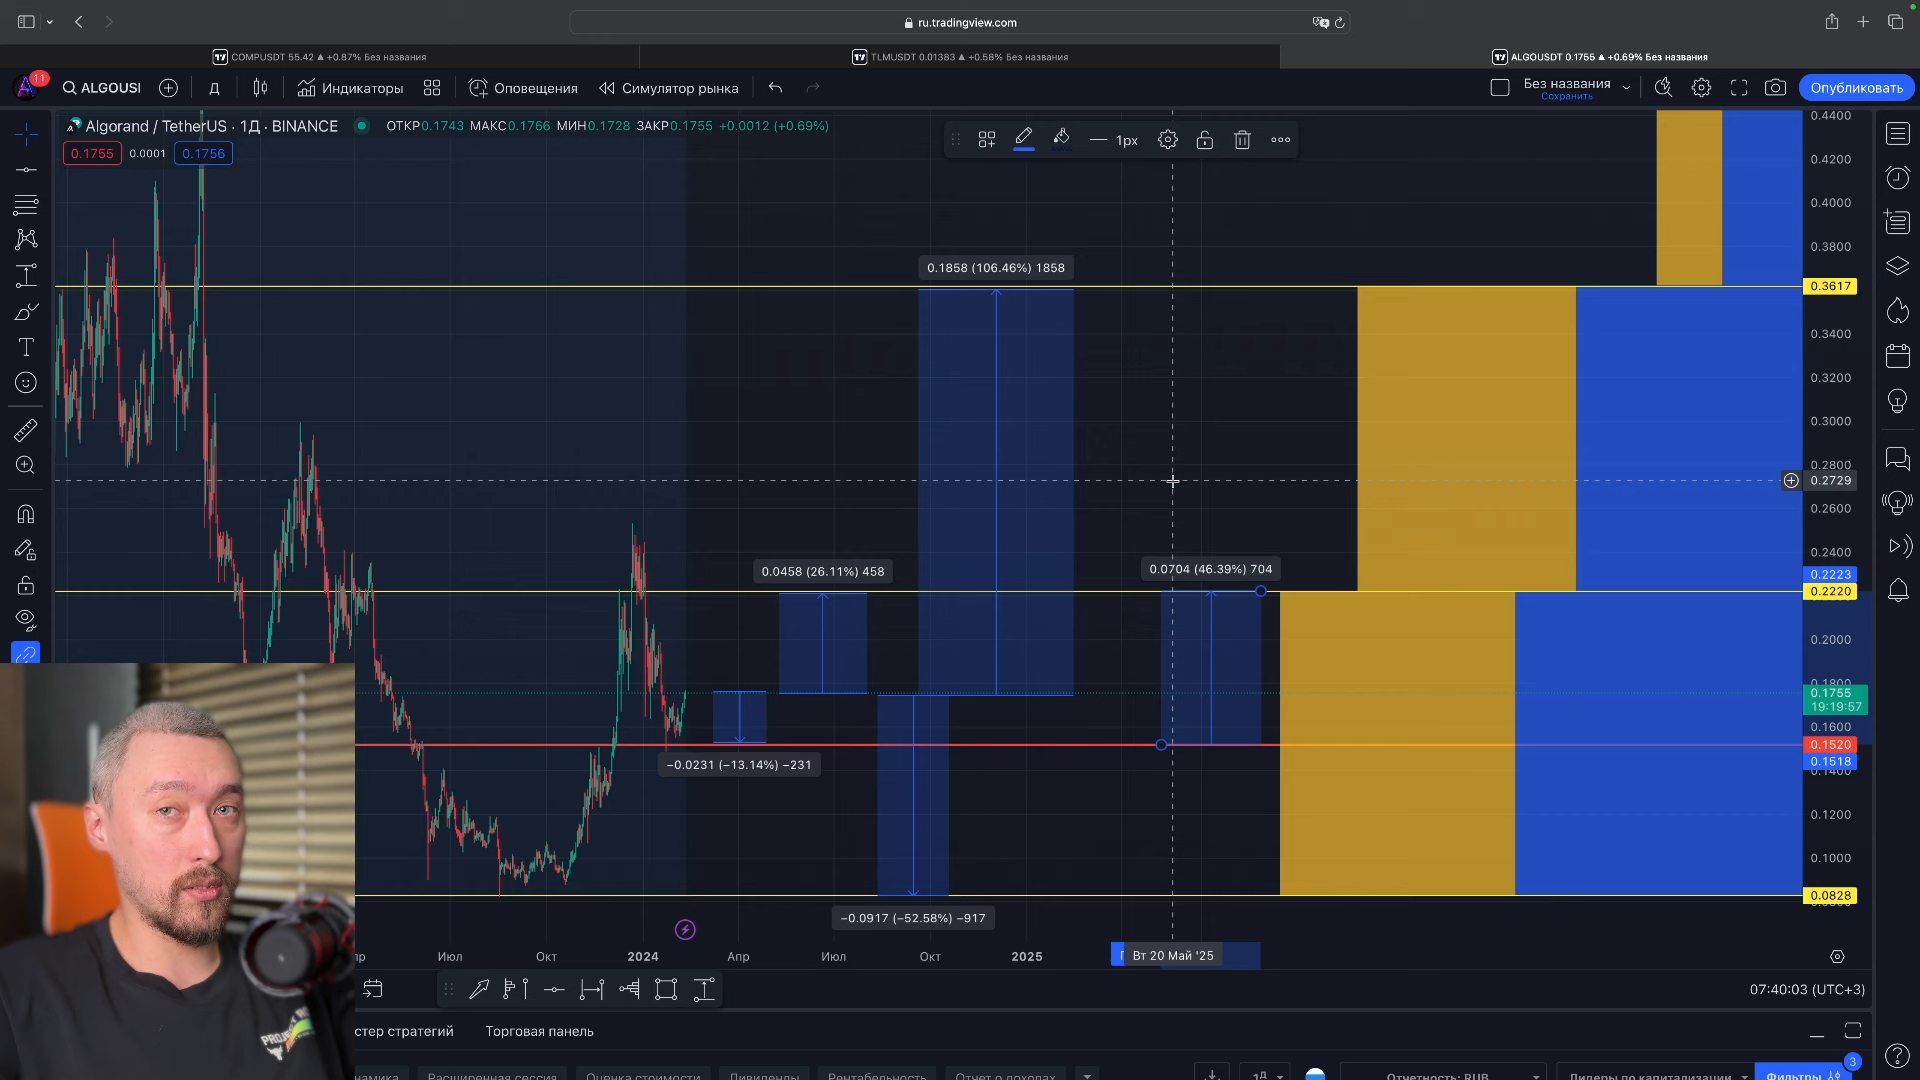 ru.tradingview.com
COMPUSDT 55.42 ▲ +0.87% Без названия
TLMUSDT 0.01383 ▲ +0.58% Без названия
ALGOUSDT 0.1755 ▲ +0.69% Без названия
11
ALGOUSI
Д
Индикаторы
Оповещения
Симулятор рынка
Без названия
Сохранить
Опубликовать
Algorand / TetherUS · 1Д · BINANCE
ОТКР0.1743 МАКС0.1766 МИН0.1728 ЗАКР0.1755 +0.0012 (+0.69%)
0.1755
0.0001
0.1756
1px
0.4400
0.4200
0.4000
0.3800
0.3617
0.3400
0.3200
0.3000
0.2800
0.2729
0.2600
0.2400
0.2223
0.2220
0.2000
0.1755
19:19:57
0.1600
0.1520
0.1518
0.1400
0.1200
0.1000
0.0828
0.1858 (106.46%) 1858
0.0458 (26.11%) 458
0.0704 (46.39%) 704
−0.0231 (−13.14%) −231
−0.0917 (−52.58%) −917
Июл
Окт
2024
Апр
Июл
Окт
2025
Вт 20 Май '25
07:40:03 (UTC+3)
стер стратегий
Торговая панель
3
намика
Расширенная сессия
Оценка стоимости
Дивиденды
Рентабельность
Отчет о доходах
1Д
Отчетность: RUB
Лидеры по капитализации
Фильтры